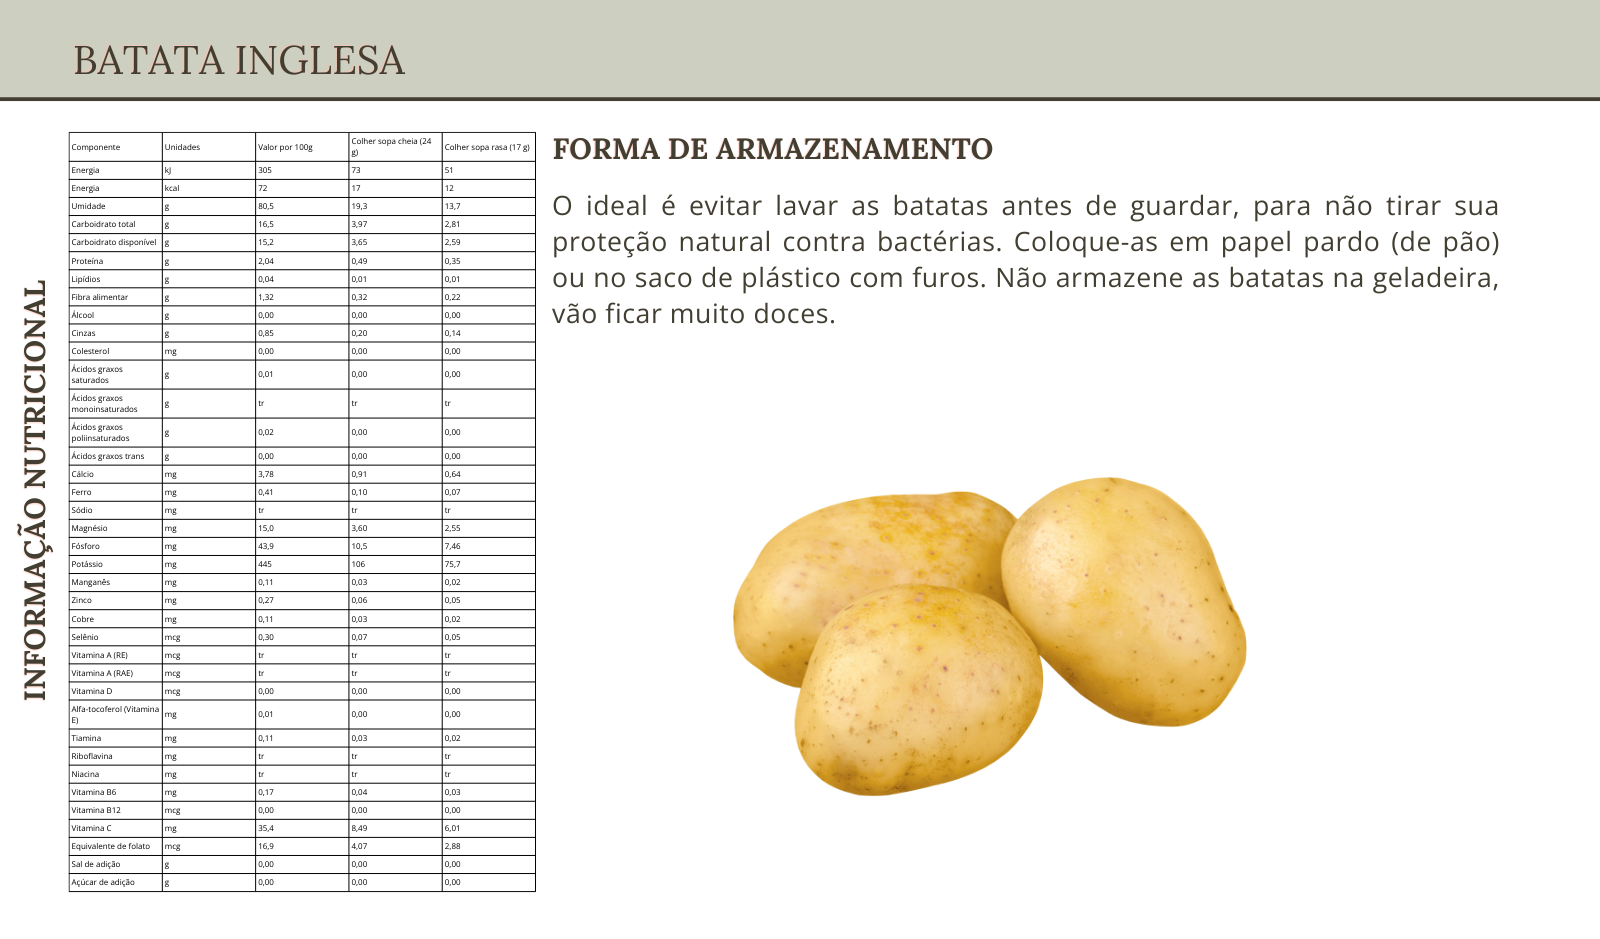 BATATA INGLESA
INFORMAÇÃO NUTRICIONAL
Componente Unidades Valor por 100g Colher sopa cheia (24 g) Colher sopa rasa (17 g)
Energia kJ 305 73 51
Energia kcal 72 17 12
Umidade g 80,5 19,3 13,7
Carboidrato total g 16,5 3,97 2,81
Carboidrato disponível g 15,2 3,65 2,59
Proteína g 2,04 0,49 0,35
Lipídios g 0,04 0,01 0,01
Fibra alimentar g 1,32 0,32 0,22
Álcool g 0,00 0,00 0,00
Cinzas g 0,85 0,20 0,14
Colesterol mg 0,00 0,00 0,00
Ácidos graxos saturados g 0,01 0,00 0,00
Ácidos graxos monoinsaturados g tr tr tr
Ácidos graxos poliinsaturados g 0,02 0,00 0,00
Ácidos graxos trans g 0,00 0,00 0,00
Cálcio mg 3,78 0,91 0,64
Ferro mg 0,41 0,10 0,07
Sódio mg tr tr tr
Magnésio mg 15,0 3,60 2,55
Fósforo mg 43,9 10,5 7,46
Potássio mg 445 106 75,7
Manganês mg 0,11 0,03 0,02
Zinco mg 0,27 0,06 0,05
Cobre mg 0,11 0,03 0,02
Selênio mcg 0,30 0,07 0,05
Vitamina A (RE) mcg tr tr tr
Vitamina A (RAE) mcg tr tr tr
Vitamina D mcg 0,00 0,00 0,00
Alfa-tocoferol (Vitamina E) mg 0,01 0,00 0,00
Tiamina mg 0,11 0,03 0,02
Riboflavina mg tr tr tr
Niacina mg tr tr tr
Vitamina B6 mg 0,17 0,04 0,03
Vitamina B12 mcg 0,00 0,00 0,00
Vitamina C mg 35,4 8,49 6,01
Equivalente de folato mcg 16,9 4,07 2,88
Sal de adição g 0,00 0,00 0,00
Açúcar de adição g 0,00 0,00 0,00
FORMA DE ARMAZENAMENTO
O ideal é evitar lavar as batatas antes de guardar, para não tirar sua
proteção natural contra bactérias. Coloque-as em papel pardo (de pão)
ou no saco de plástico com furos. Não armazene as batatas na geladeira,
vão ficar muito doces.